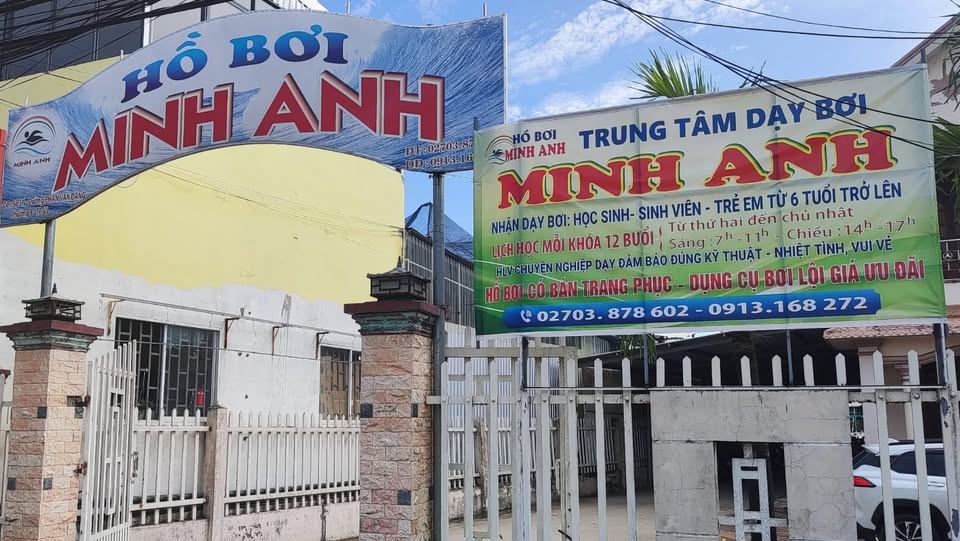 HỒ BƠI
MINH ANH
MINH ANH
ĐT: 02703.87
DĐ: 0913.16
HỒ BƠI
MINH ANH
TRUNG TÂM DẠY BƠI
MINH ANH
NHẬN DẠY BƠI: HỌC SINH- SINH VIÊN - TRẺ EM TỪ 6 TUỔI TRỞ LÊN
LỊCH HỌC MỖI KHÓA 12 BUỔI
Từ thứ hai đến chủ nhật
Sáng :7h -11h Chiều :14h -17h
HLV CHUYÊN NGHIỆP DẠY ĐẢM BẢO ĐÚNG KỸ THUẬT - NHIỆT TÌNH, VUI VẺ
HỒ BƠI CÓ BÁN TRANG PHỤC - DỤNG CỤ BƠI LỘI GIÁ ƯU ĐÃI
02703. 878 602 - 0913.168 272